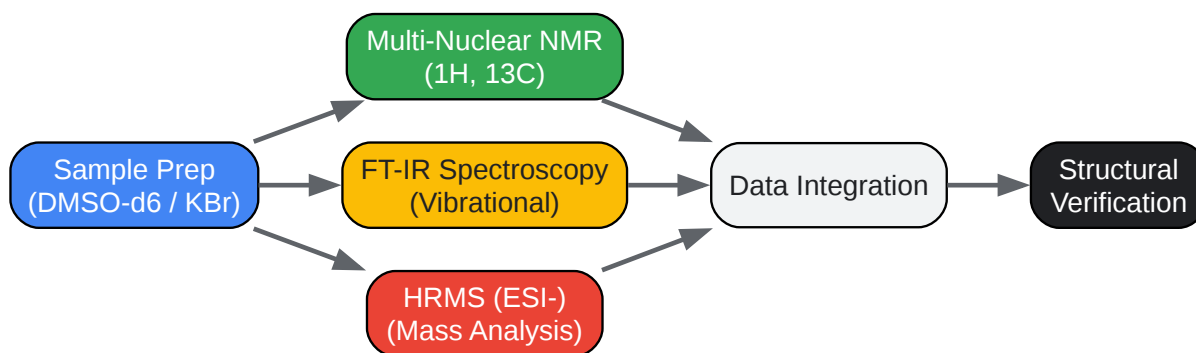 Multi-Nuclear NMR
(1H, 13C)
Sample Prep
(DMSO-d6 / KBr)
FT-IR Spectroscopy
(Vibrational)
Data Integration
Structural
Verification
HRMS (ESI-)
(Mass Analysis)